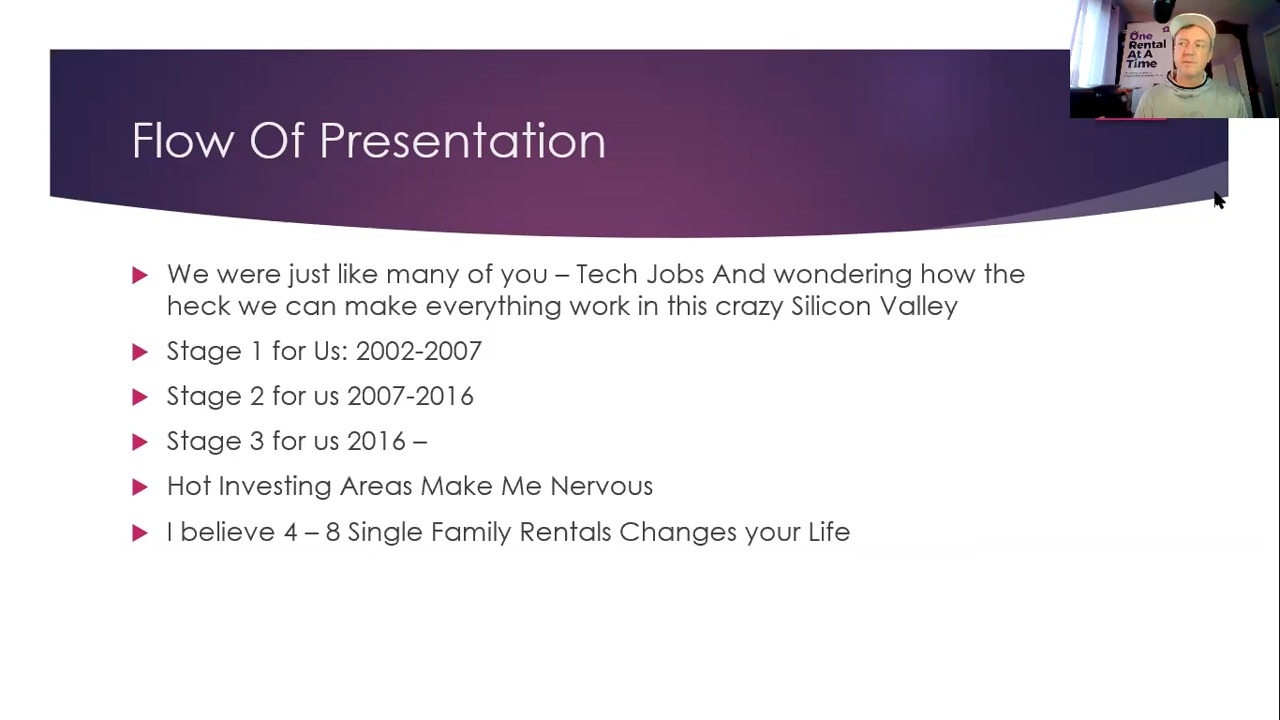 One
Rental
At A
Time
Flow Of Presentation
We were just like many of you – Tech Jobs And wondering how the
heck we can make everything work in this crazy Silicon Valley
Stage 1 for Us: 2002-2007
Stage 2 for us 2007-2016
Stage 3 for us 2016 –
Hot Investing Areas Make Me Nervous
I believe 4 – 8 Single Family Rentals Changes your Life